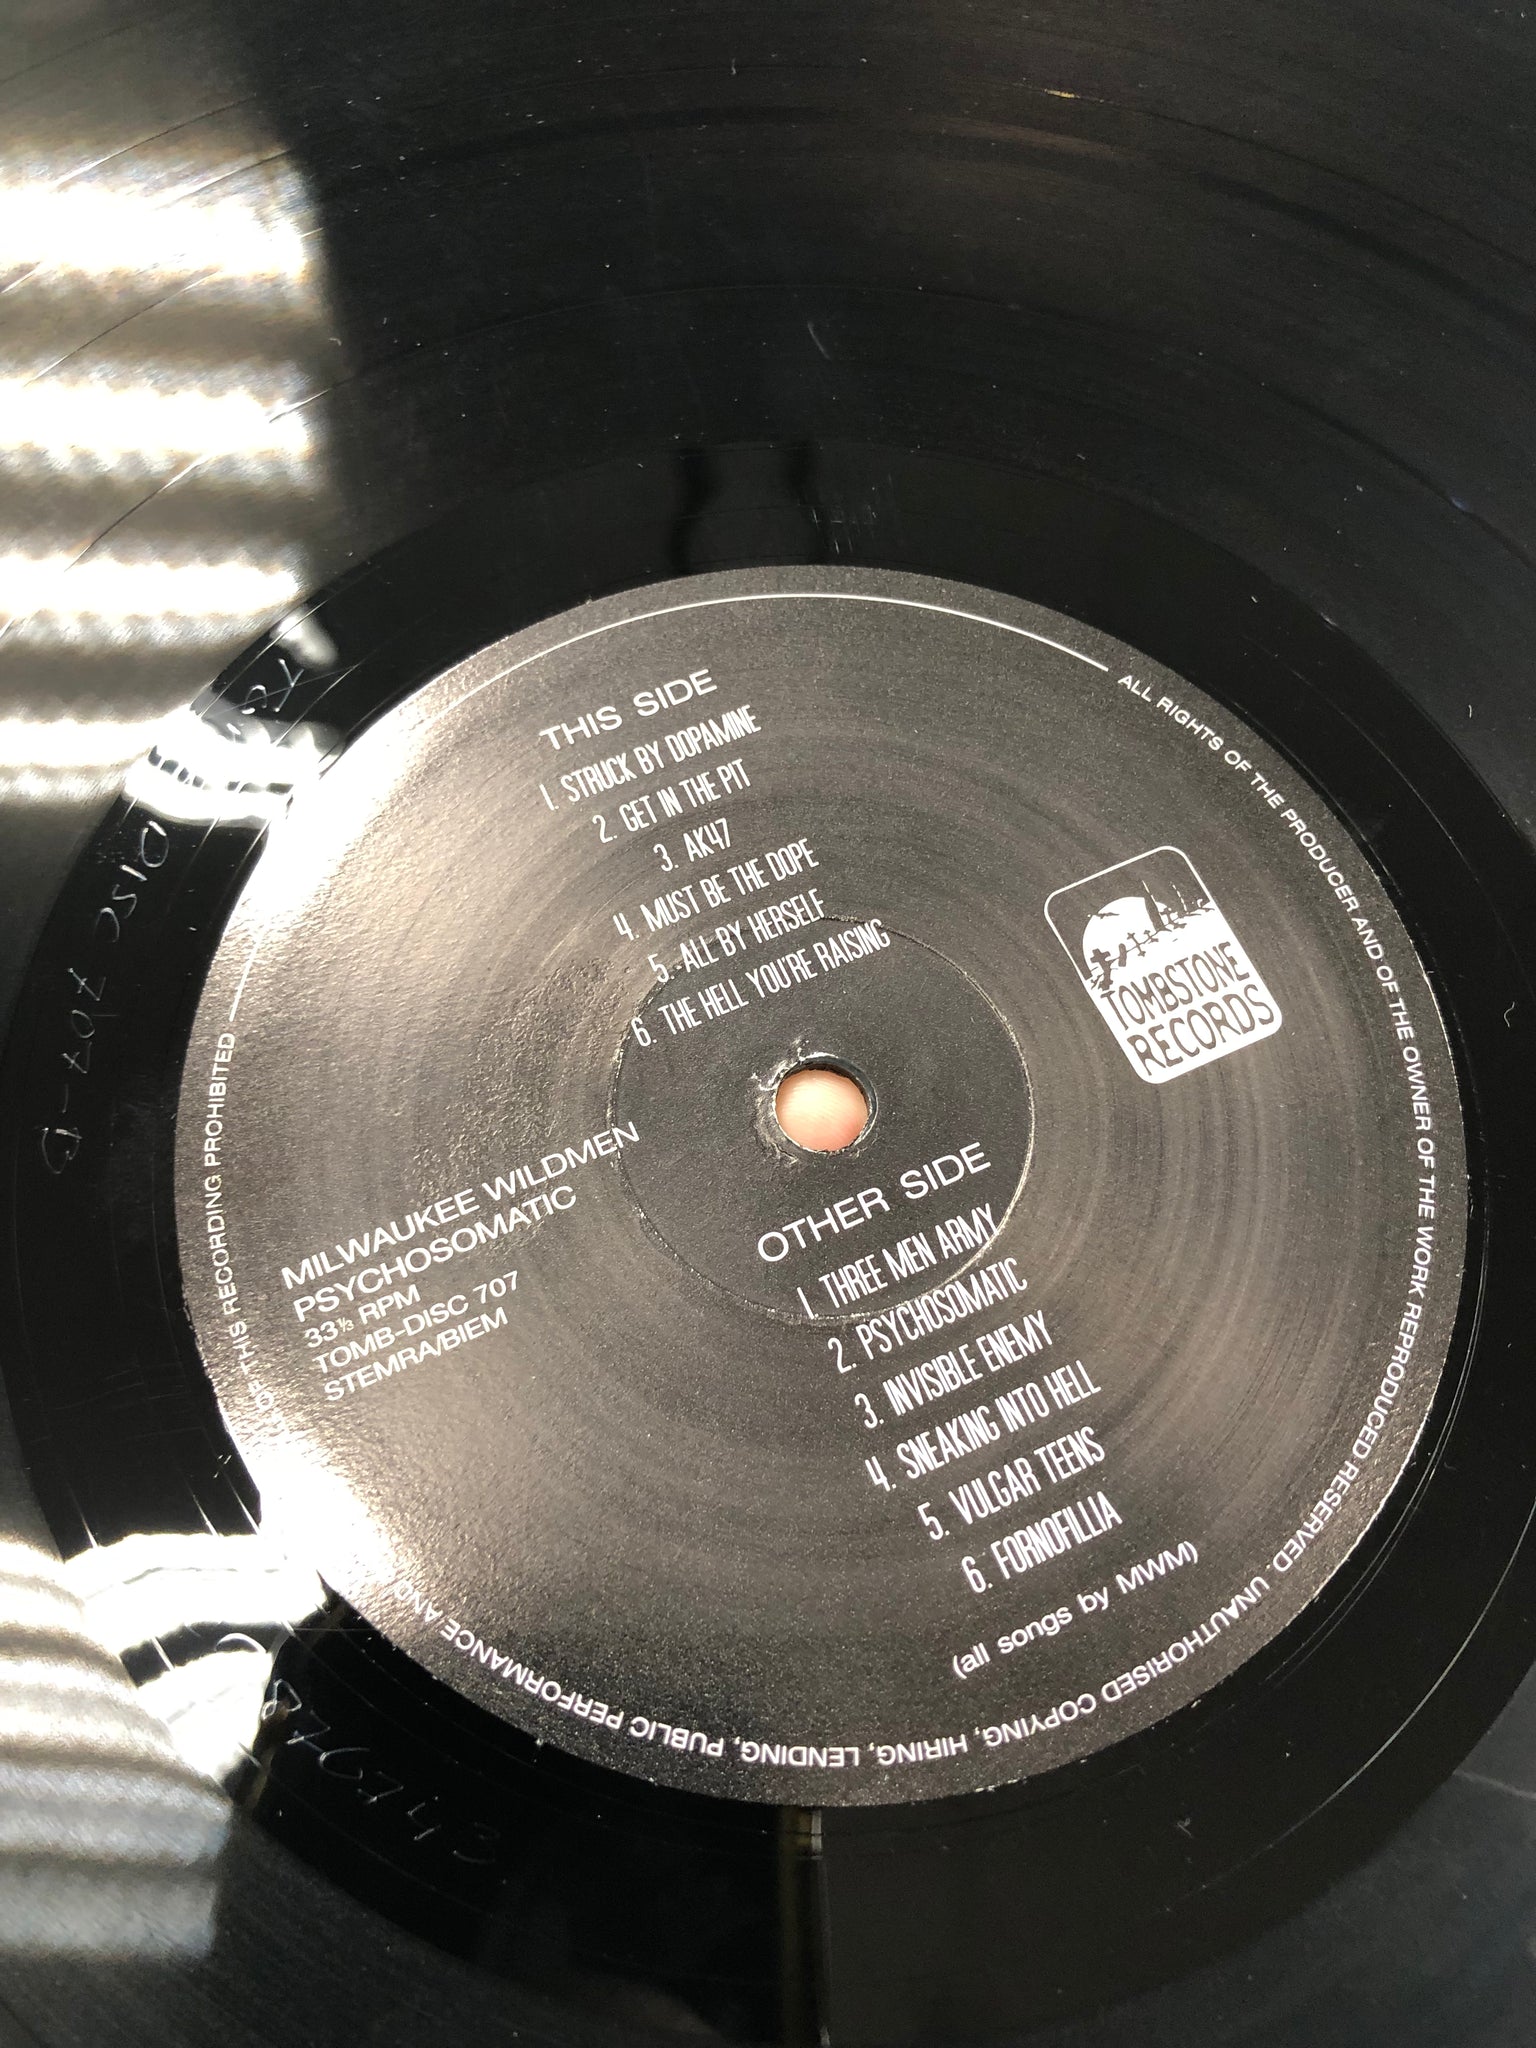 THIS SIDE
1. STRUCK BY DOPAMINE
2. GET IN THE PIT
3. AK47
4. MUST BE THE DOPE
5. ALL BY HERSELF
6. THE HELL YOU'RE RAISING
TOMBSTONE
RECORDS
MILWAUKEE WILDMEN
PSYCHOSOMATIC
33⅓ RPM
TOMB-DISC 707
STEMRA/BIEM
OTHER SIDE
1. THREE MEN ARMY
2. PSYCHOSOMATIC
3. INVISIBLE ENEMY
4. SNEAKING INTO HELL
5. VULGAR TEENS
6. FORNOFILLIA
(all songs by MWM)
ALL RIGHTS OF THE PRODUCER AND OF THE OWNER OF THE WORK REPRODUCED RESERVED. UNAUTHORISED COPYING, HIRING, LENDING, PUBLIC PERFORMANCE AND OF THIS RECORDING PROHIBITED
DISC 707-